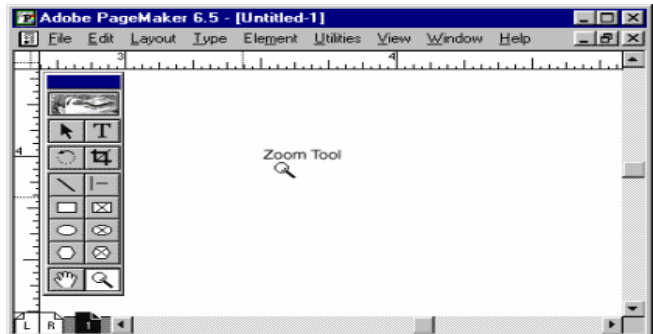 Adobe PageMaker 6.5 - [Untitled-1]
File Edit Layout Type Element Utilities View Window Help
3 4
T
4
Zoom Tool
L R 1